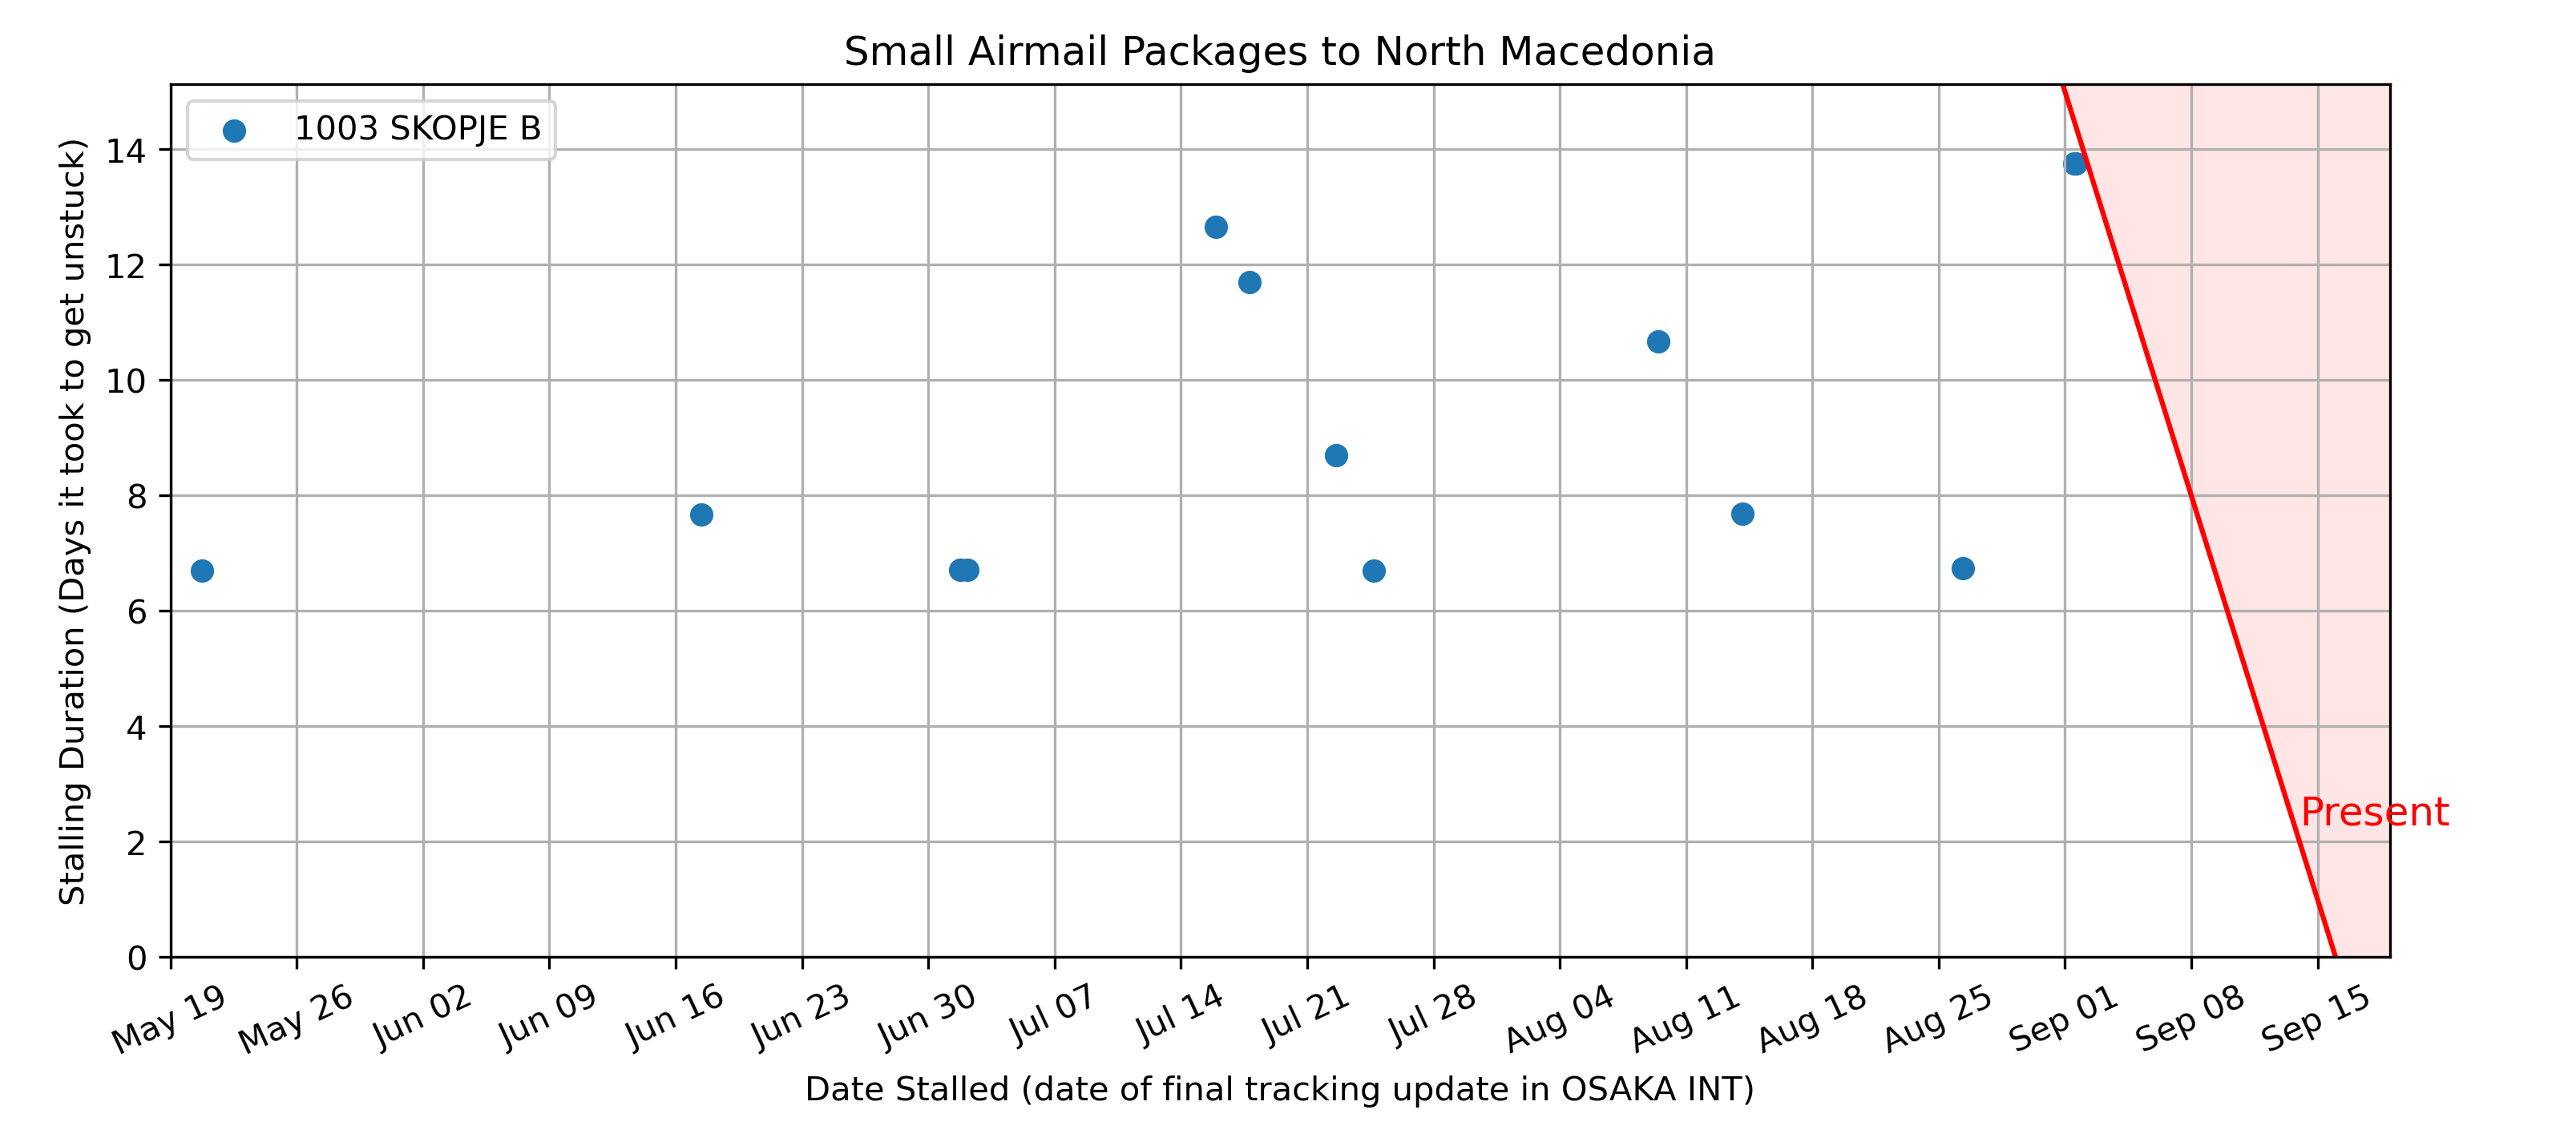 Small Airmail Packages to North Macedonia
1003 SKOPJE B
Stalling Duration (Days it took to get unstuck)
14
12
10
8
6
4
2
0
Present
May 19
May 26
Jun 02
Jun 09
Jun 16
Jun 23
Jun 30
Jul 07
Jul 14
Jul 21
Jul 28
Aug 04
Aug 11
Aug 18
Aug 25
Sep 01
Sep 08
Sep 15
Date Stalled (date of final tracking update in OSAKA INT)